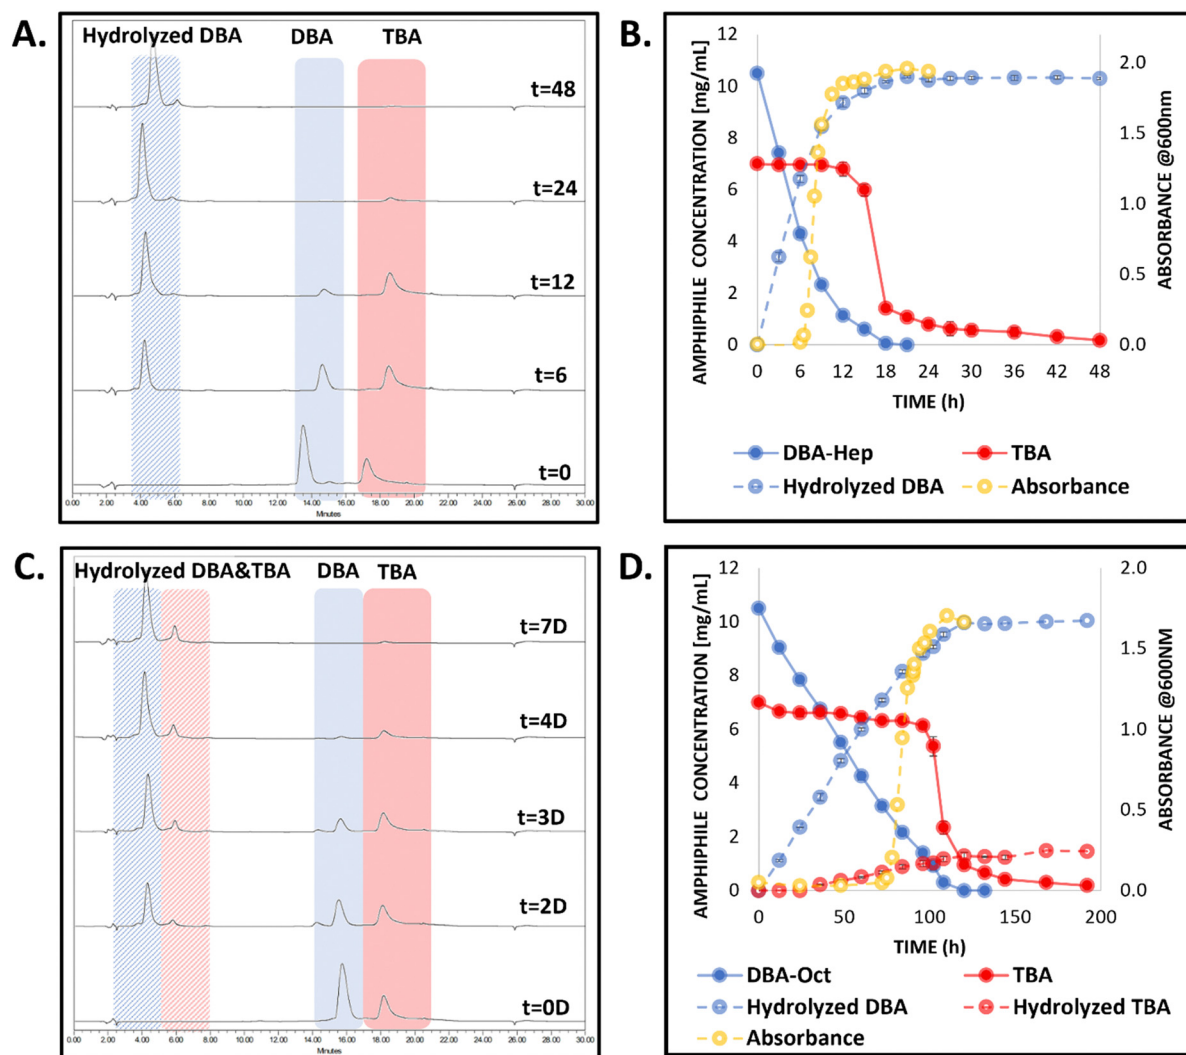 A.
Hydrolyzed DBA DBA TBA
t=48
t=24
t=12
t=6
t=0
0.00 2.00 4.00 6.00 8.00 10.00 12.00 14.00 16.00 18.00 20.00 22.00 24.00 26.00 28.00 30.00
Minutes
B.
AMPHIPHILE CONCENTRATION [mg/mL]
12
10
8
6
4
2
0
2.0
1.5
1.0
0.5
0.0
ABSORBANCE @600nm
0 6 12 18 24 30 36 42 48
TIME (h)
DBA-Hep TBA
Hydrolyzed DBA Absorbance
C.
Hydrolyzed DBA&TBA DBA TBA
t=7D
t=4D
t=3D
t=2D
t=0D
0.00 2.00 4.00 6.00 8.00 10.00 12.00 14.00 16.00 18.00 20.00 22.00 24.00 26.00 28.00 30.00
Minutes
D.
AMPHIPHILE CONCENTRATION [mg/mL]
12
10
8
6
4
2
0
2.0
1.5
1.0
0.5
0.0
ABSORBANCE @600NM
0 50 100 150 200
TIME (h)
DBA-Oct TBA
Hydrolyzed DBA Hydrolyzed TBA
Absorbance